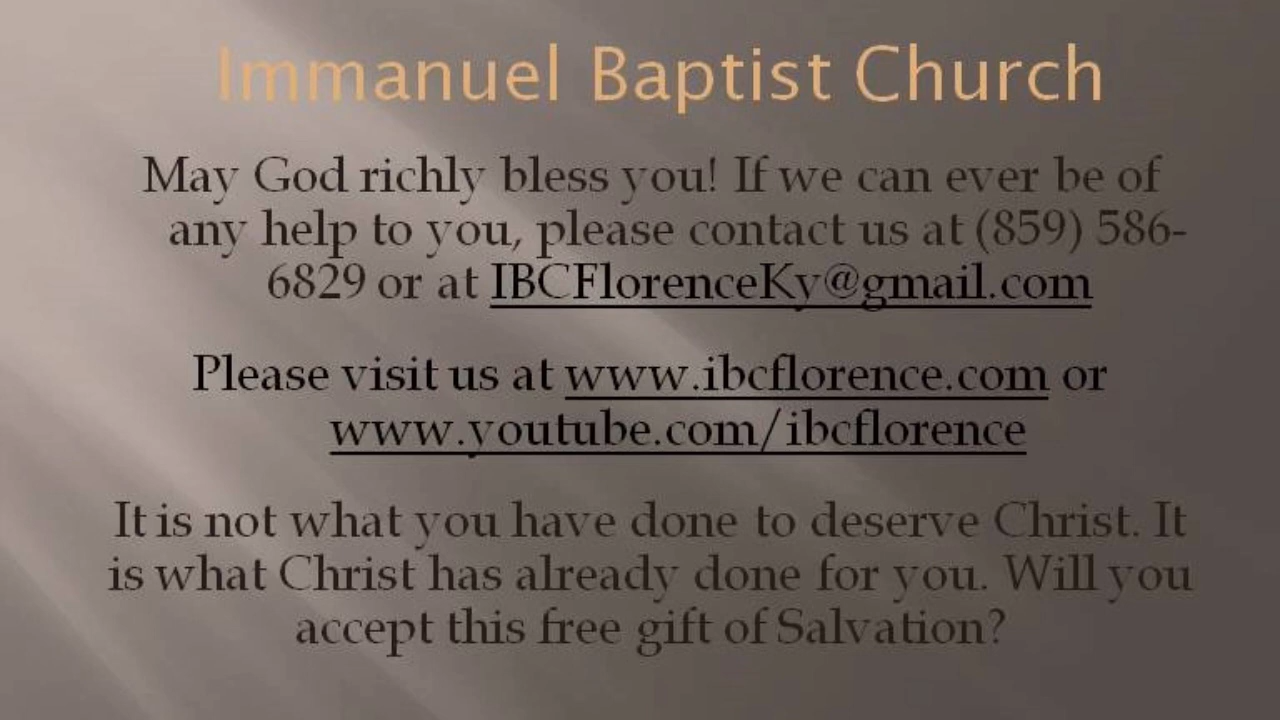 Immanuel Baptist Church
May God richly bless you! If we can ever be of
any help to you, please contact us at (859) 586-
6829 or at IBCFlorenceKy@gmail.com
Please visit us at www.ibcflorence.com or
www.youtube.com/ibcflorence
It is not what you have done to deserve Christ. It
is what Christ has already done for you. Will you
accept this free gift of Salvation?